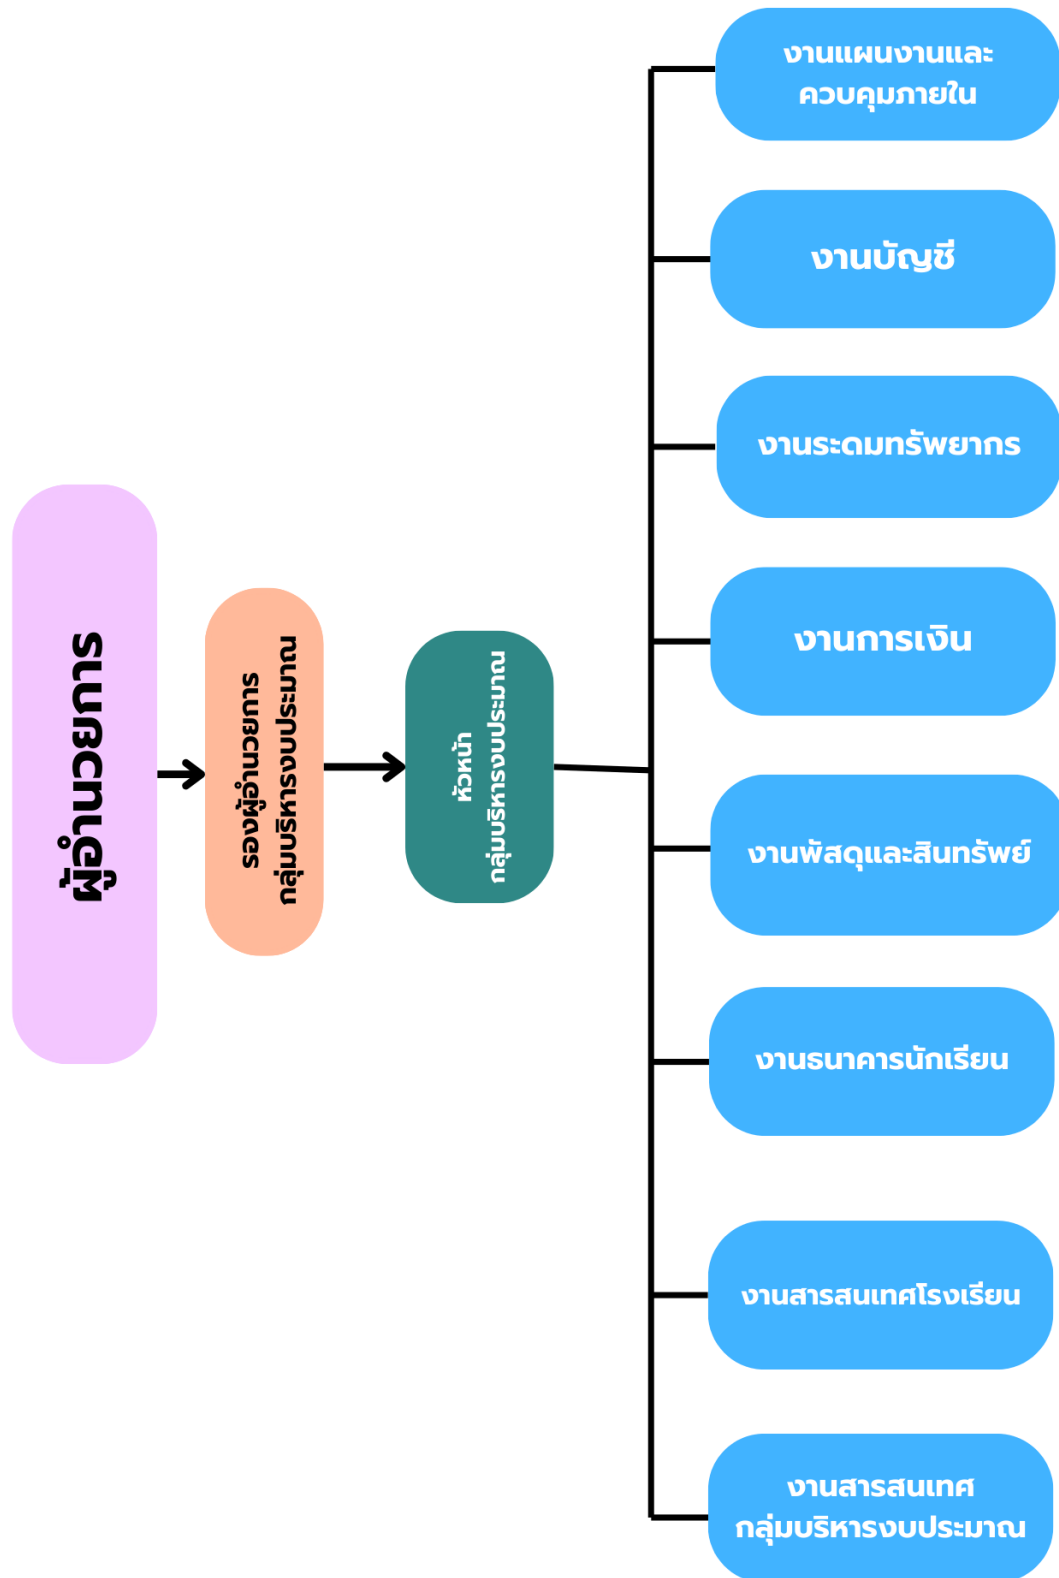 ผู้อำนวยการ
รองผู้อำนวยการ
กลุ่มบริหารงบประมาณ
หัวหน้า
กลุ่มบริหารงบประมาณ
งานแผนงานและ
ควบคุมภายใน
งานบัญชี
งานระดมทรัพยากร
งานการเงิน
งานพัสดุและสินทรัพย์
งานธนาคารนักเรียน
งานสารสนเทศโรงเรียน
งานสารสนเทศ
กลุ่มบริหารงบประมาณ